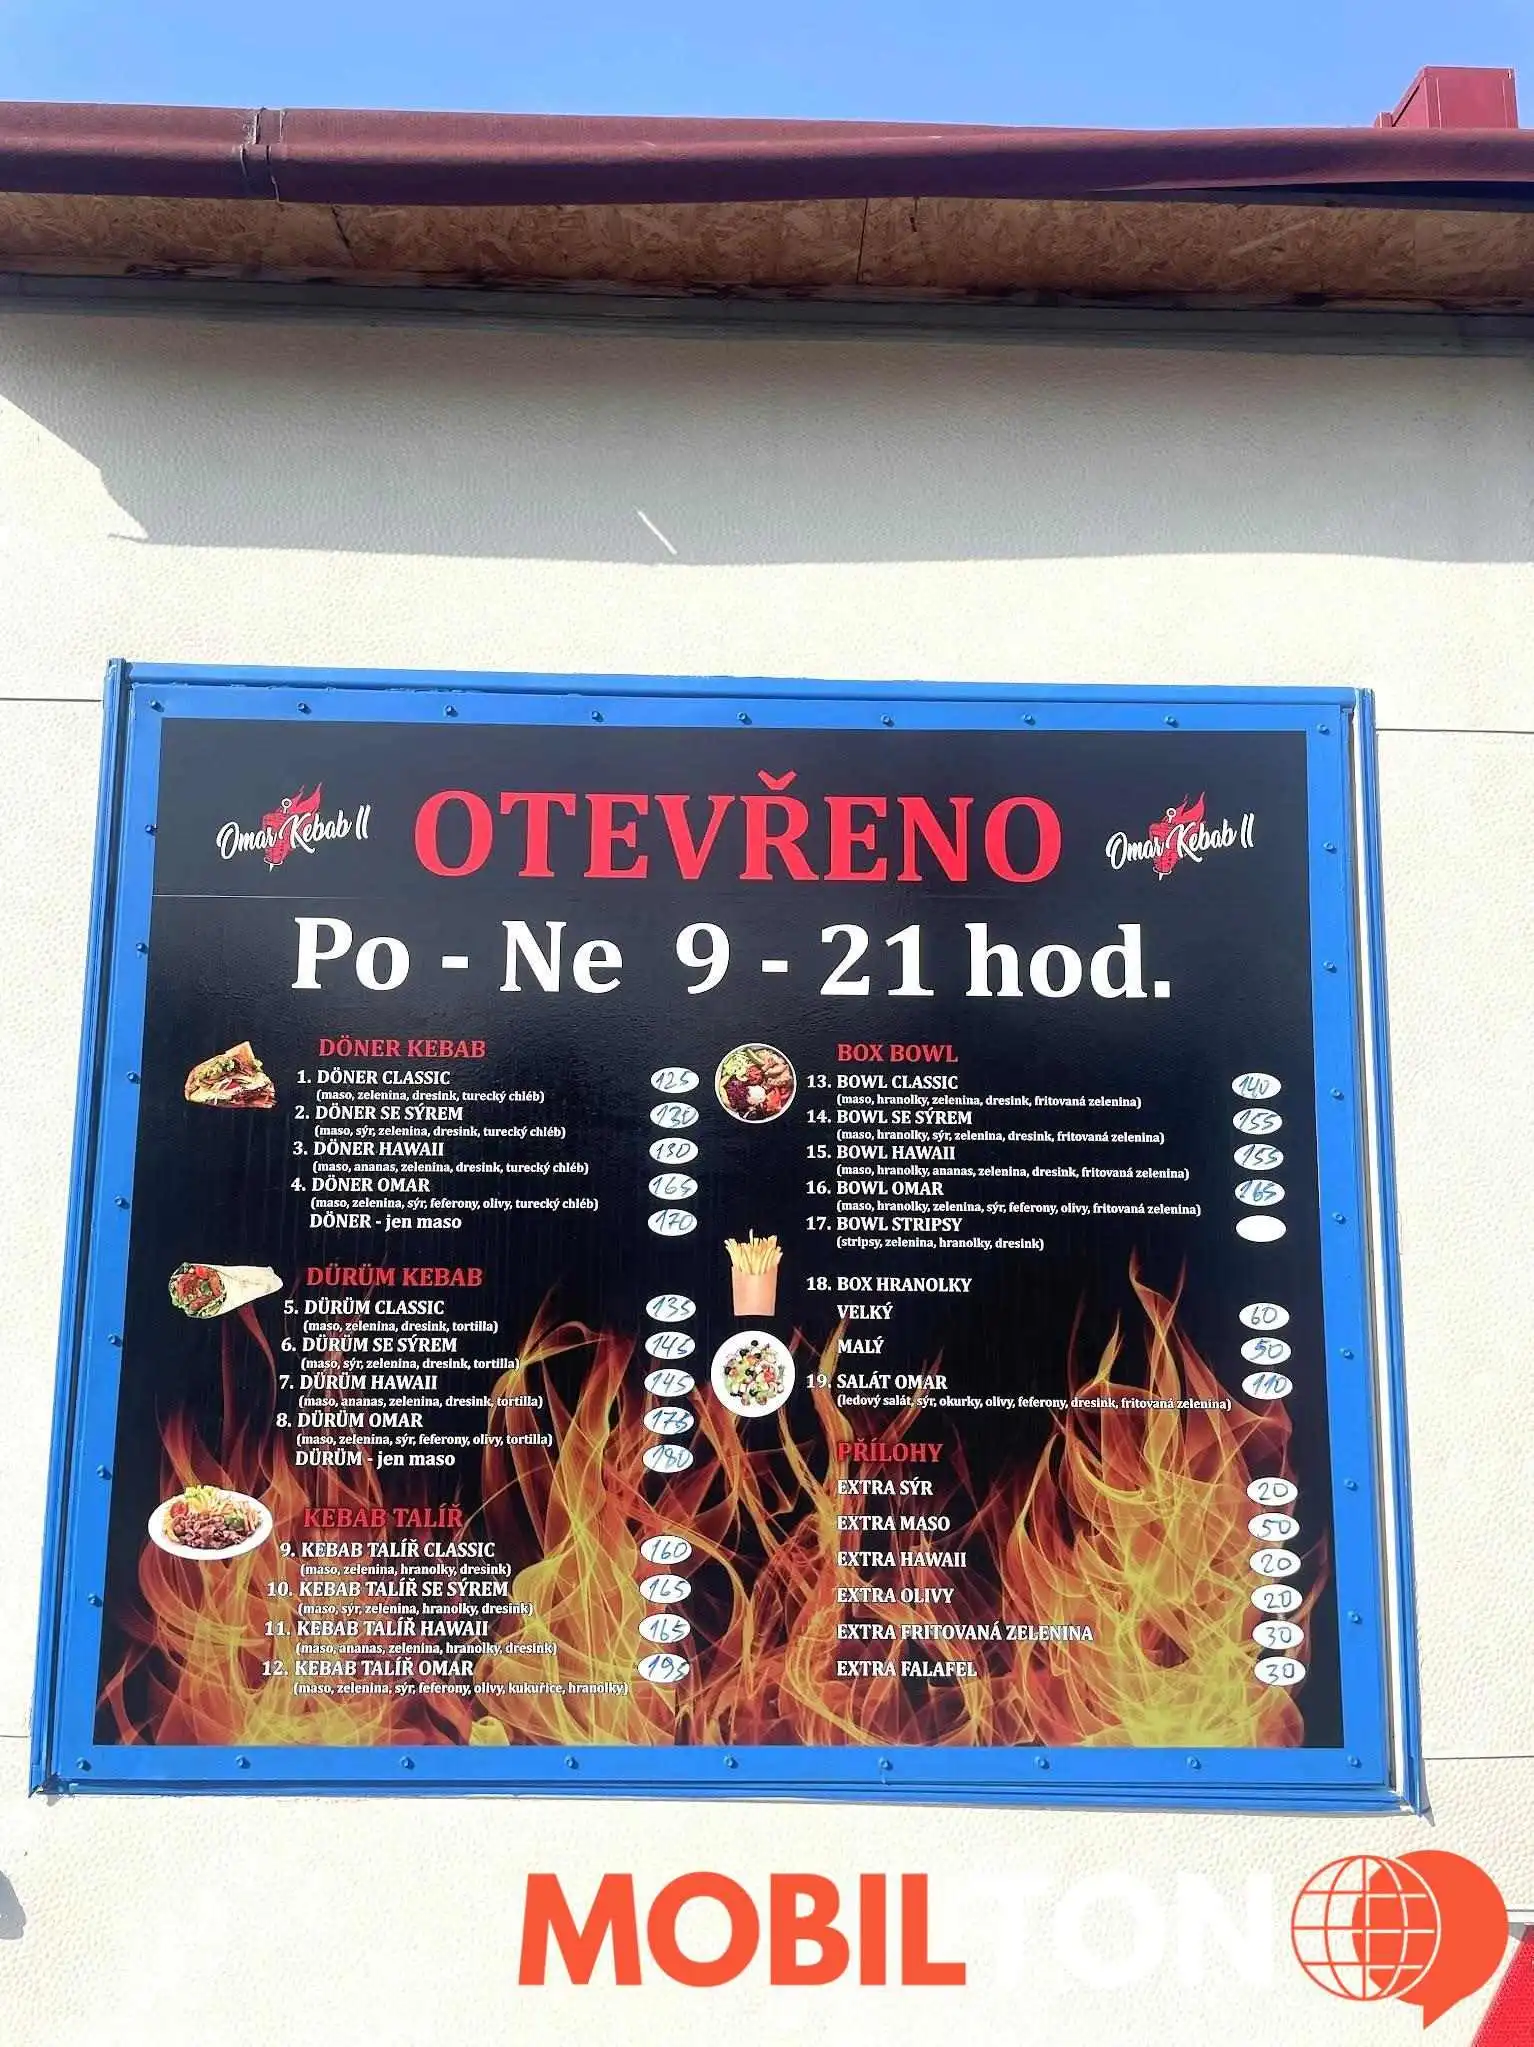 Omar Kebab II
OTEVŘENO
Omar Kebab II
Po - Ne 9 - 21 hod.
DÖNER KEBAB
1. DÖNER CLASSIC 125
(maso, zelenina, dresink, turecký chléb)
2. DÖNER SE SÝREM 130
(maso, sýr, zelenina, dresink, turecký chléb)
3. DÖNER HAWAII 130
(maso, ananas, zelenina, dresink, turecký chléb)
4. DÖNER OMAR 165
(maso, zelenina, sýr, feferony, olivy, turecký chléb)
DÖNER - jen maso 170
DÜRÜM KEBAB
5. DÜRÜM CLASSIC 135
(maso, zelenina, dresink, tortilla)
6. DÜRÜM SE SÝREM 145
(maso, sýr, zelenina, dresink, tortilla)
7. DÜRÜM HAWAII 145
(maso, ananas, zelenina, dresink, tortilla)
8. DÜRÜM OMAR 175
(maso, zelenina, sýr, feferony, olivy, tortilla)
DÜRÜM - jen maso 180
KEBAB TALÍŘ
9. KEBAB TALÍŘ CLASSIC 160
(maso, zelenina, hranolky, dresink)
10. KEBAB TALÍŘ SE SÝREM 165
(maso, sýr, zelenina, hranolky, dresink)
11. KEBAB TALÍŘ HAWAII 165
(maso, ananas, zelenina, hranolky, dresink)
12. KEBAB TALÍŘ OMAR 195
(maso, zelenina, sýr, feferony, olivy, kukuřice, hranolky)
BOX BOWL
13. BOWL CLASSIC 140
(maso, hranolky, zelenina, dresink, fritovaná zelenina)
14. BOWL SE SÝREM 155
(maso, hranolky, sýr, zelenina, dresink, fritovaná zelenina)
15. BOWL HAWAII 155
(maso, hranolky, ananas, zelenina, dresink, fritovaná zelenina)
16. BOWL OMAR 165
(maso, hranolky, zelenina, sýr, feferony, olivy, fritovaná zelenina)
17. BOWL STRIPSY
(stripsy, zelenina, hranolky, dresink)
18. BOX HRANOLKY
VELKÝ 60
MALÝ 50
19. SALÁT OMAR 110
(ledový salát, sýr, okurky, olivy, feferony, dresink, fritovaná zelenina)
PŘÍLOHY
EXTRA SÝR 20
EXTRA MASO 50
EXTRA HAWAII 20
EXTRA OLIVY 20
EXTRA FRITOVANÁ ZELENINA 30
EXTRA FALAFEL 30
MOBILTON